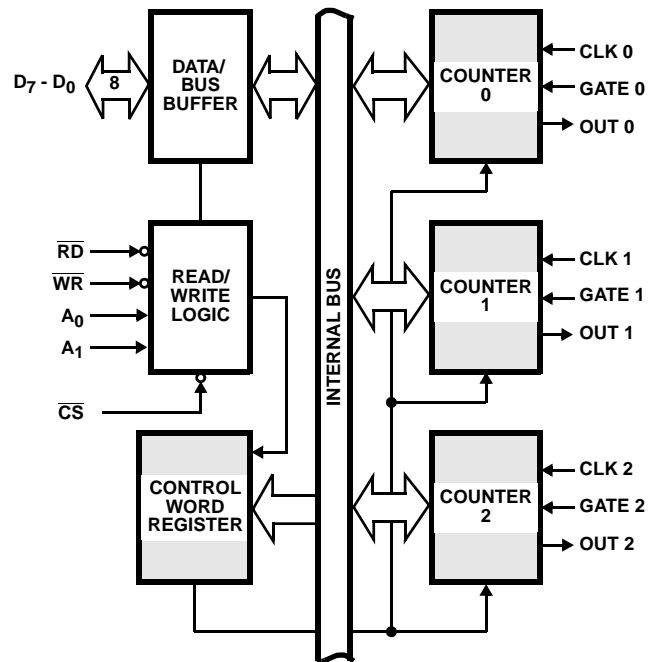 D7 - D0
8
DATA/
BUS
BUFFER
COUNTER
0
CLK 0
GATE 0
OUT 0
RD
WR
A0
A1
CS
READ/
WRITE
LOGIC
INTERNAL BUS
COUNTER
1
CLK 1
GATE 1
OUT 1
CONTROL
WORD
REGISTER
COUNTER
2
CLK 2
GATE 2
OUT 2